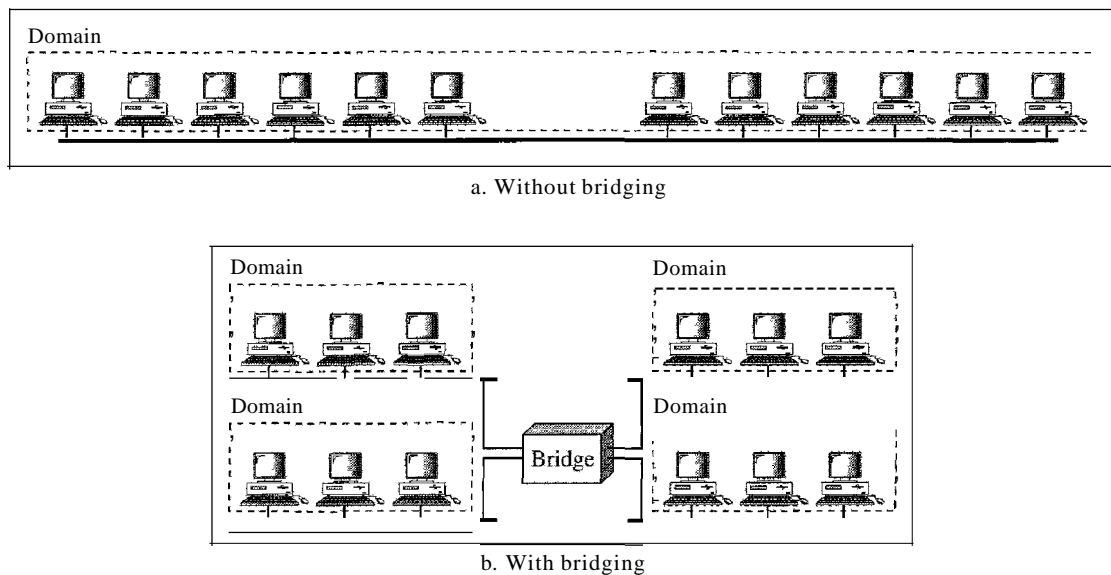 Domain
a. Without bridging
Domain
Domain
Domain
Domain
Bridge
b. With bridging